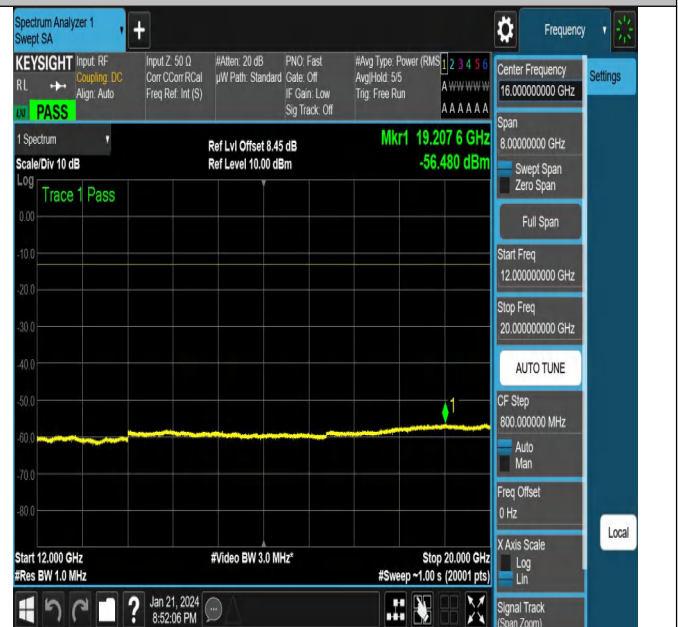 Spectrum Analyzer 1
Swept SA
+
Frequency
KEYSIGHT
RL
Input: RF
Coupling: DC
Align: Auto
Input Z: 50 Ω
Corr CCorr RCal
Freq Ref: Int (S)
#Atten: 20 dB
µW Path: Standard
PNO: Fast
Gate: Off
IF Gain: Low
Sig Track: Off
#Avg Type: Power (RMS
Avg|Hold: 5/5
Trig: Free Run
1 2 3 4 5 6
A W W W W W
A A A A A A
PASS
1 Spectrum
Scale/Div 10 dB
Ref Lvl Offset 8.45 dB
Ref Level 10.00 dBm
Mkr1 19.207 6 GHz
-56.480 dBm
Log
Trace 1 Pass
0.00
-10.0
-20.0
-30.0
-40.0
-50.0
-60.0
-70.0
-80.0
1
Start 12.000 GHz
#Res BW 1.0 MHz
#Video BW 3.0 MHz*
Stop 20.000 GHz
#Sweep ~1.00 s (20001 pts)
?
Jan 21, 2024
8:52:06 PM
Center Frequency
16.00000000 GHz
Settings
Span
8.00000000 GHz
Swept Span
Zero Span
Full Span
Start Freq
12.000000000 GHz
Stop Freq
20.000000000 GHz
AUTO TUNE
CF Step
800.000000 MHz
Auto
Man
Freq Offset
0 Hz
X Axis Scale
Log
Lin
Local
Signal Track
(Span Zoom)